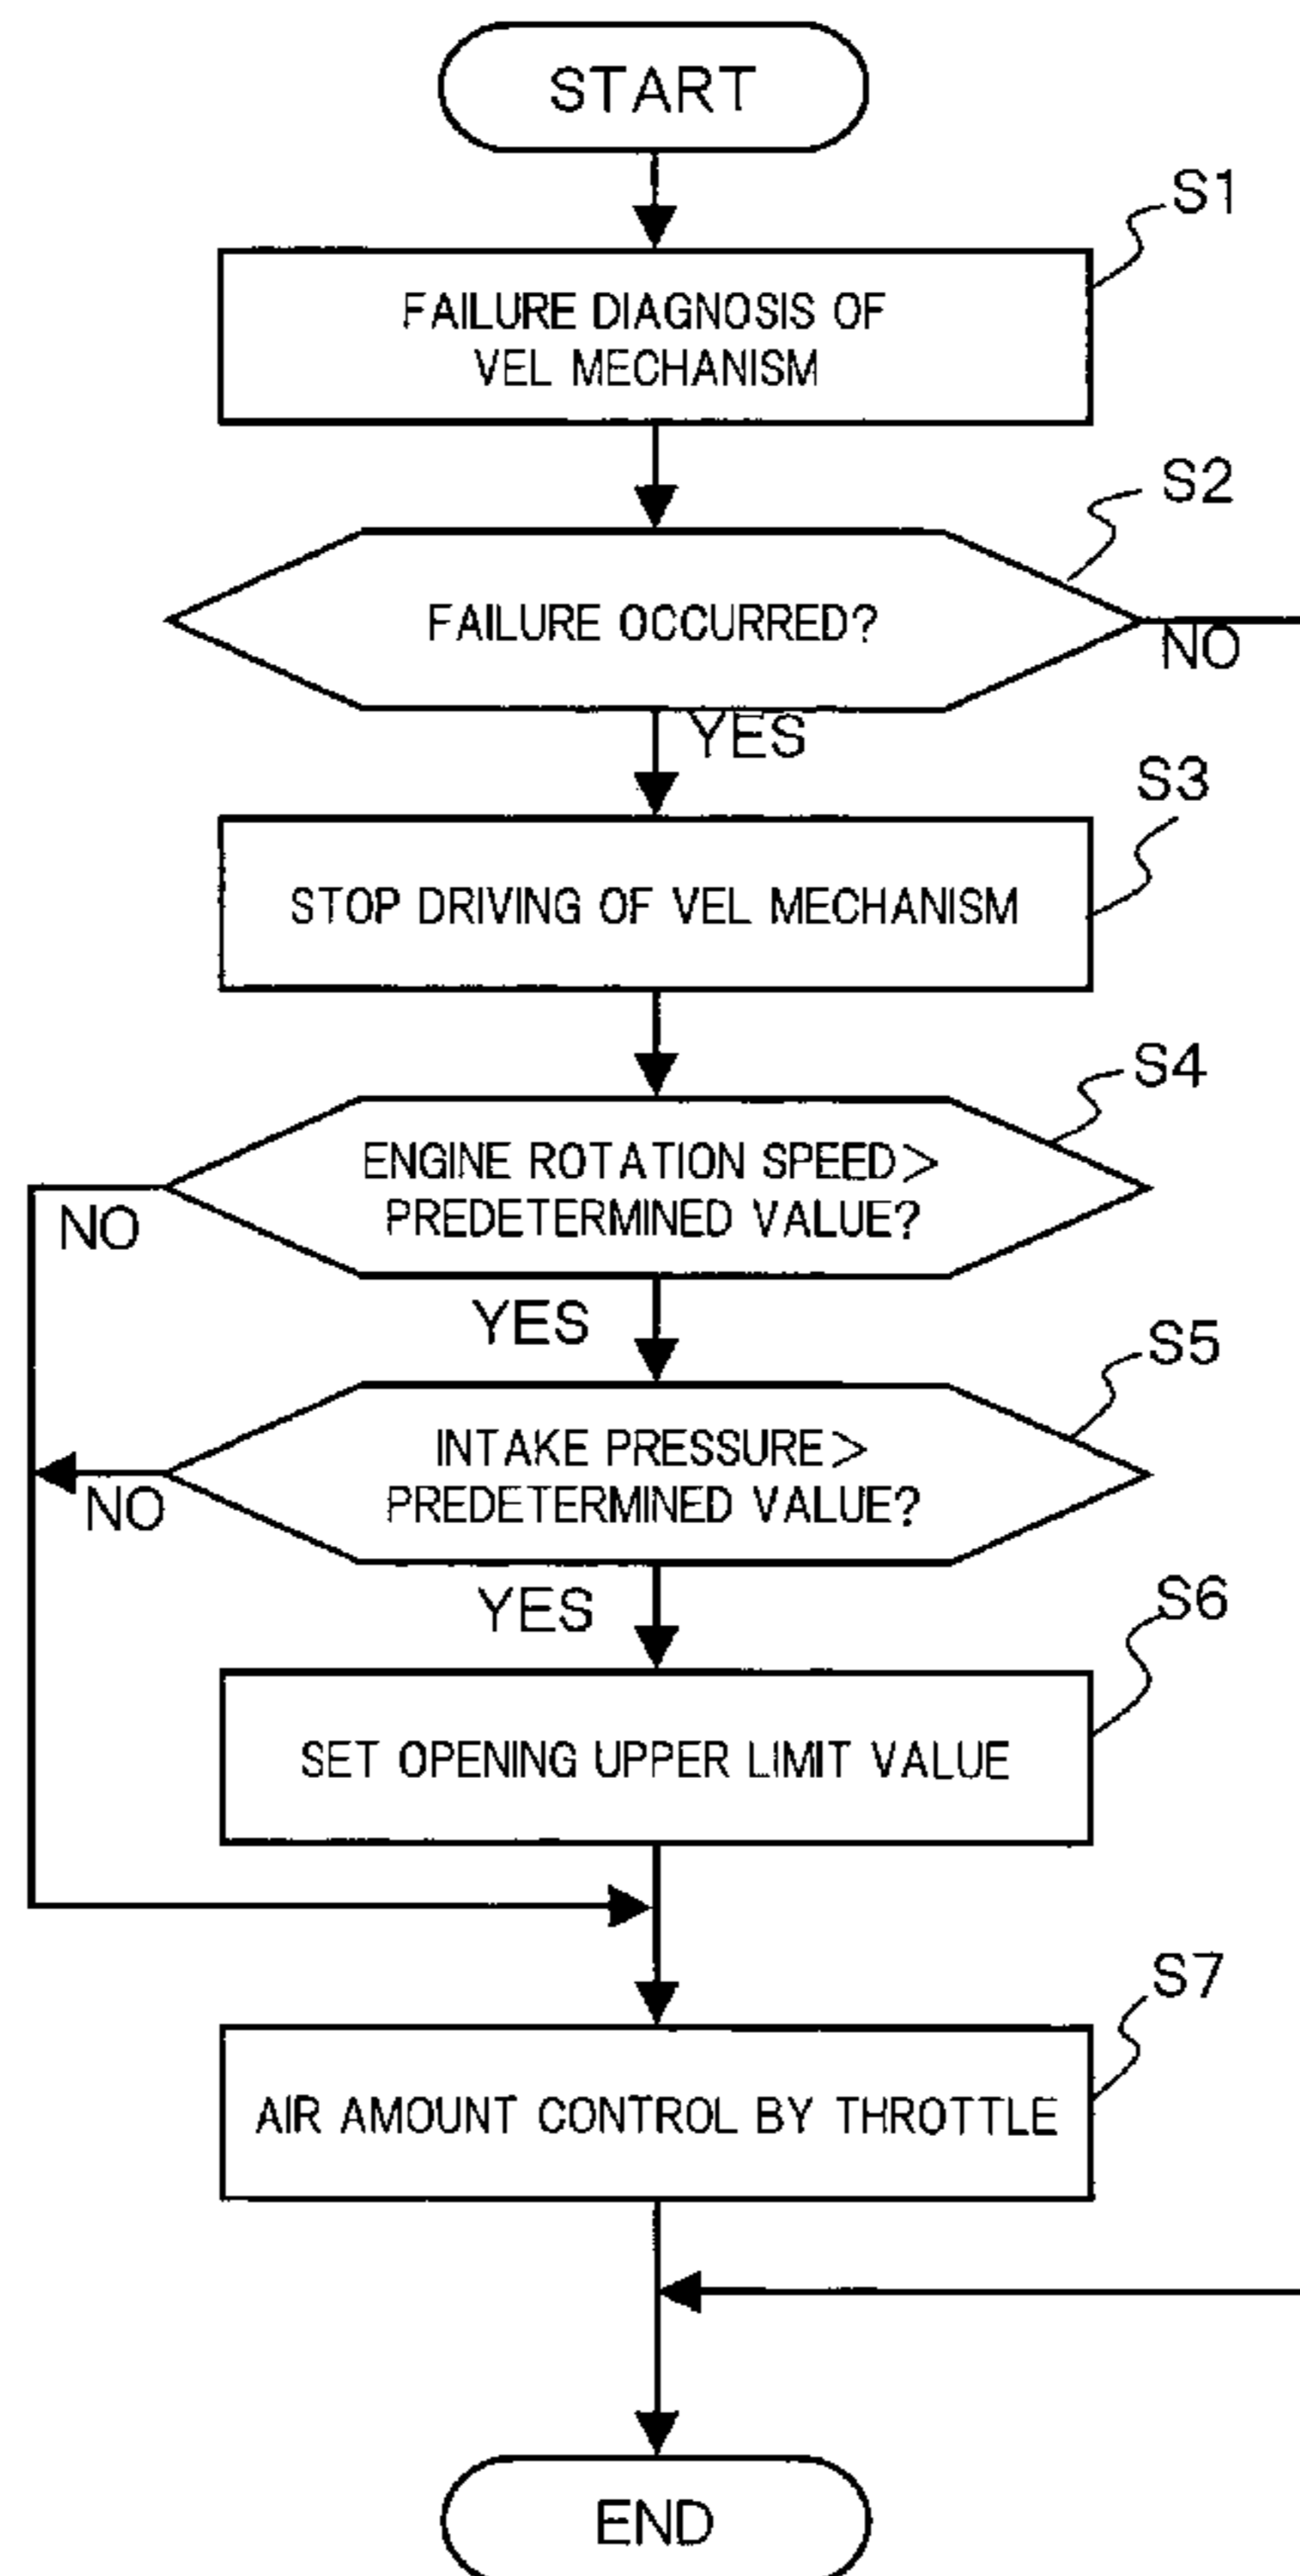 START
S1
FAILURE DIAGNOSIS OF
VEL MECHANISM
S2
FAILURE OCCURRED?
NO
YES
S3
STOP DRIVING OF VEL MECHANISM
S4
ENGINE ROTATION SPEED>
PREDETERMINED VALUE?
NO
YES
S5
INTAKE PRESSURE>
PREDETERMINED VALUE?
NO
YES
S6
SET OPENING UPPER LIMIT VALUE
S7
AIR AMOUNT CONTROL BY THROTTLE
END